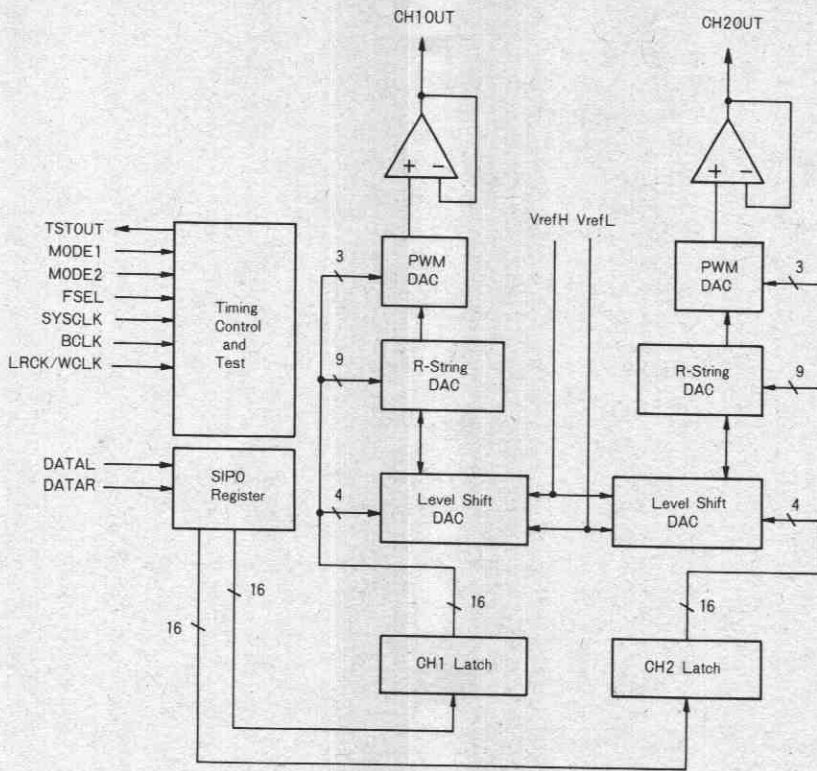 CH1OUT
CH2OUT
+ −
+ −
VrefH VrefL
TSTOUT
MODE1
MODE2
FSEL
SYSCLK
BCLK
LRCK/WCLK
Timing
Control
and
Test
3
PWM
DAC
PWM
DAC
3
9
R-String
DAC
R-String
DAC
9
DATAL
DATAR
SIPO
Register
4
Level Shift
DAC
Level Shift
DAC
4
16
16
16
16
CH1 Latch
CH2 Latch